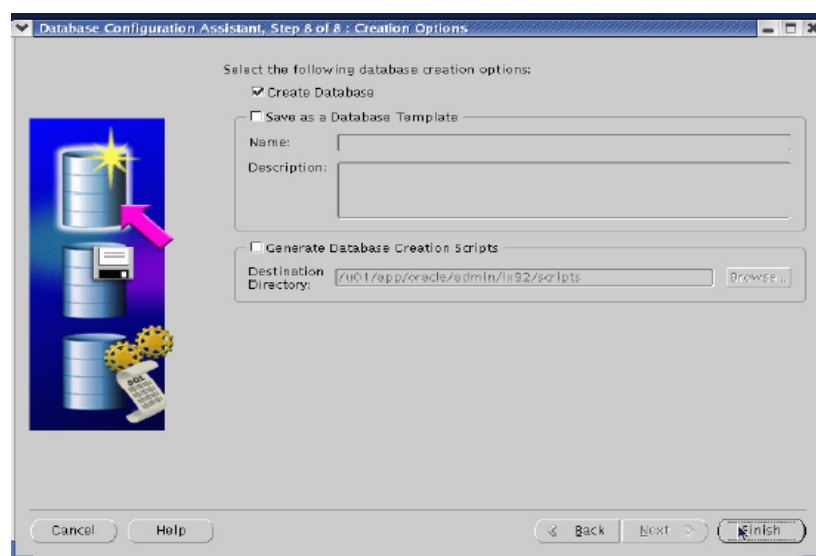 Database Configuration Assistant, Step 8 of 8 : Creation Options
Select the following database creation options:
Create Database
Save as a Database Template
Name:
Description:
Generate Database Creation Scripts
Destination Directory: /u01/app/oracle/admin/lx92/scripts Browse...
SQL
Cancel Help Back Next Finish